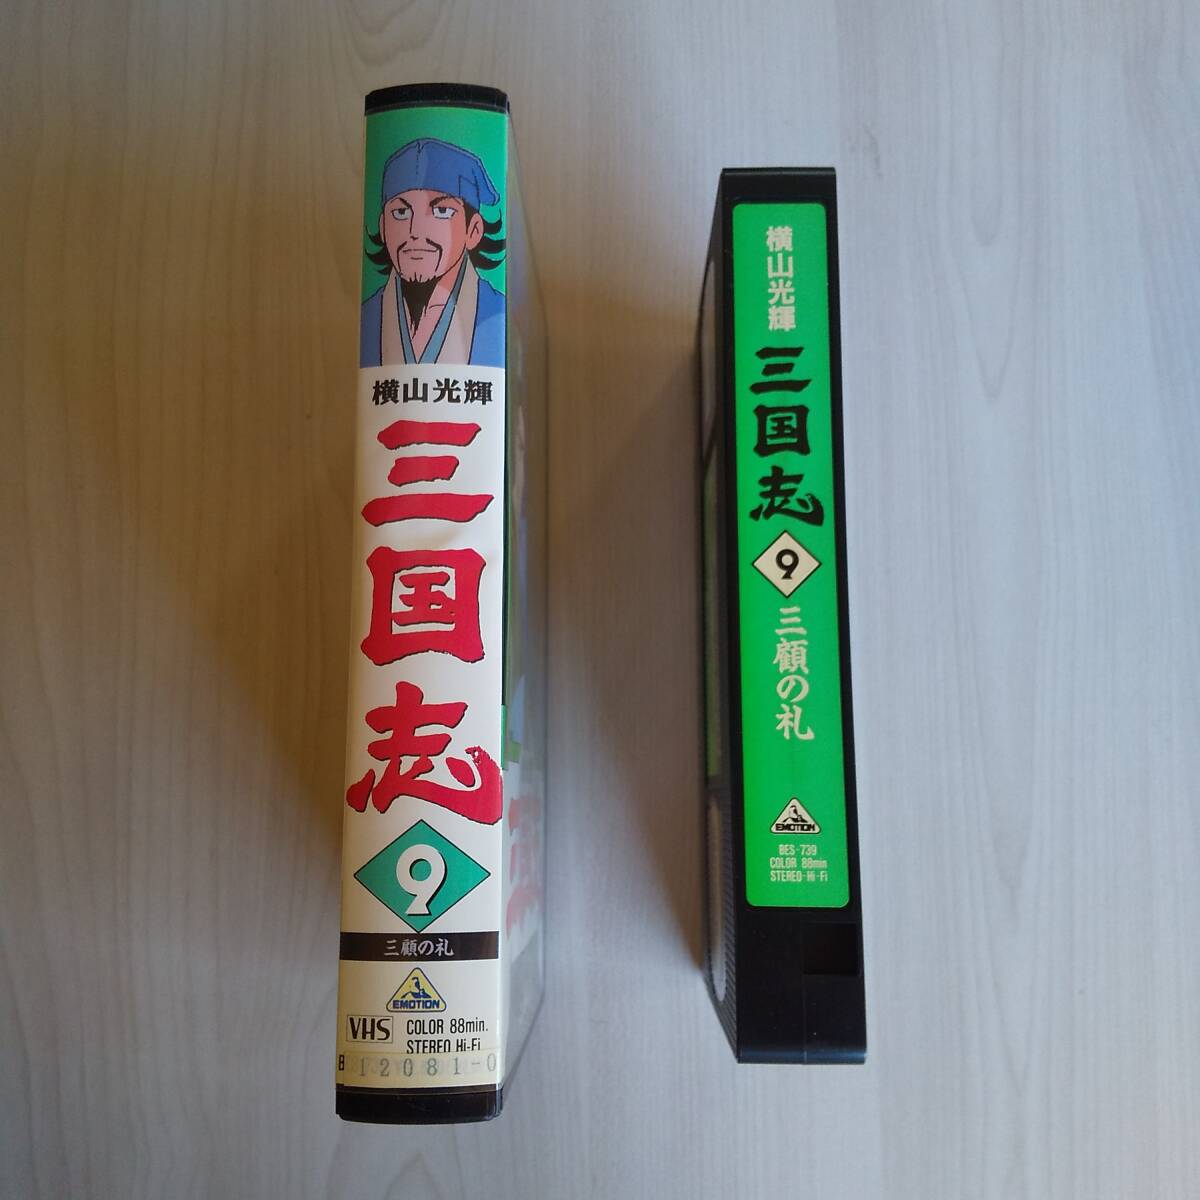 横山光輝
三国志
9
三顧の礼
EMOTION
VHS
COLOR 88min.
STEREO Hi-Fi
12081-0
横山光輝
三国志
9
三顧の礼
EMOTION
BES-739
COLOR 88min
STEREO-Hi-Fi